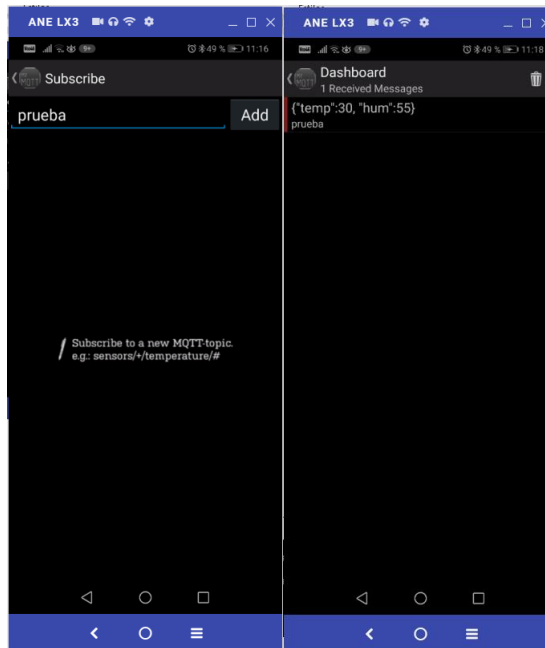 ANE LX3
49 % 11:16
Subscribe
prueba
Add
Subscribe to a new MQTT-topic.
e.g.: sensors/+/temperature/#
ANE LX3
49 % 11:18
Dashboard
1 Received Messages
{"temp":30, "hum":55}
prueba